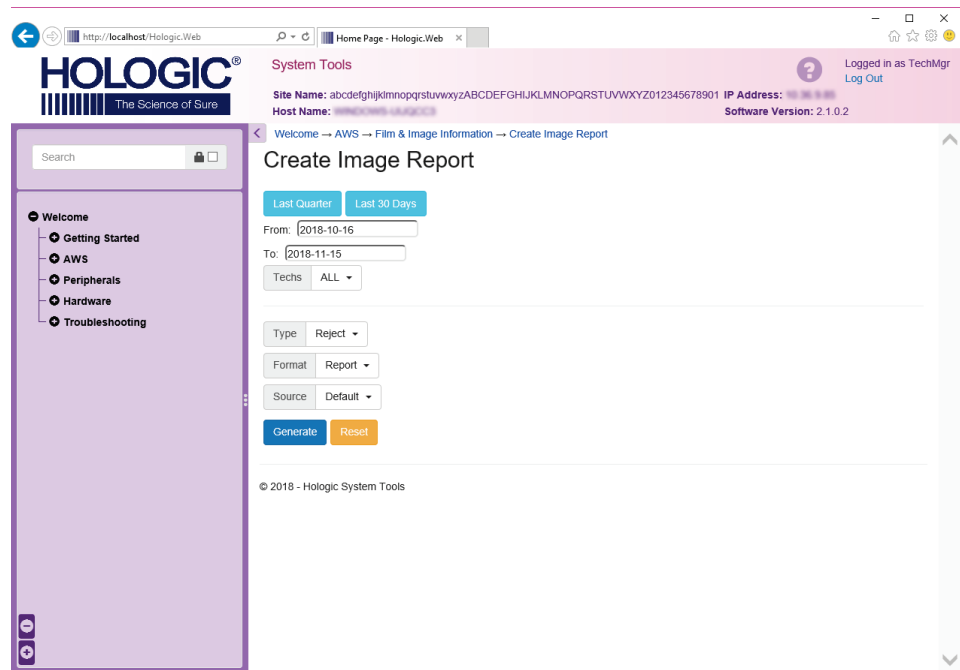 http://localhost/Hologic.Web
Home Page - Hologic.Web
HOLOGIC®
The Science of Sure
System Tools
Logged in as TechMgr
Log Out
Site Name: abcdefghijklmnopqrstuvwxyzABCDEFGHIJKLMNOPQRSTUVWXYZ012345678901 IP Address:
Host Name:
Software Version: 2.1.0.2
Search
Welcome → AWS → Film & Image Information → Create Image Report
Create Image Report
Welcome
Getting Started
AWS
Peripherals
Hardware
Troubleshooting
Last Quarter Last 30 Days
From: 2018-10-16
To: 2018-11-15
Techs ALL
Type Reject
Format Report
Source Default
Generate Reset
© 2018 - Hologic System Tools